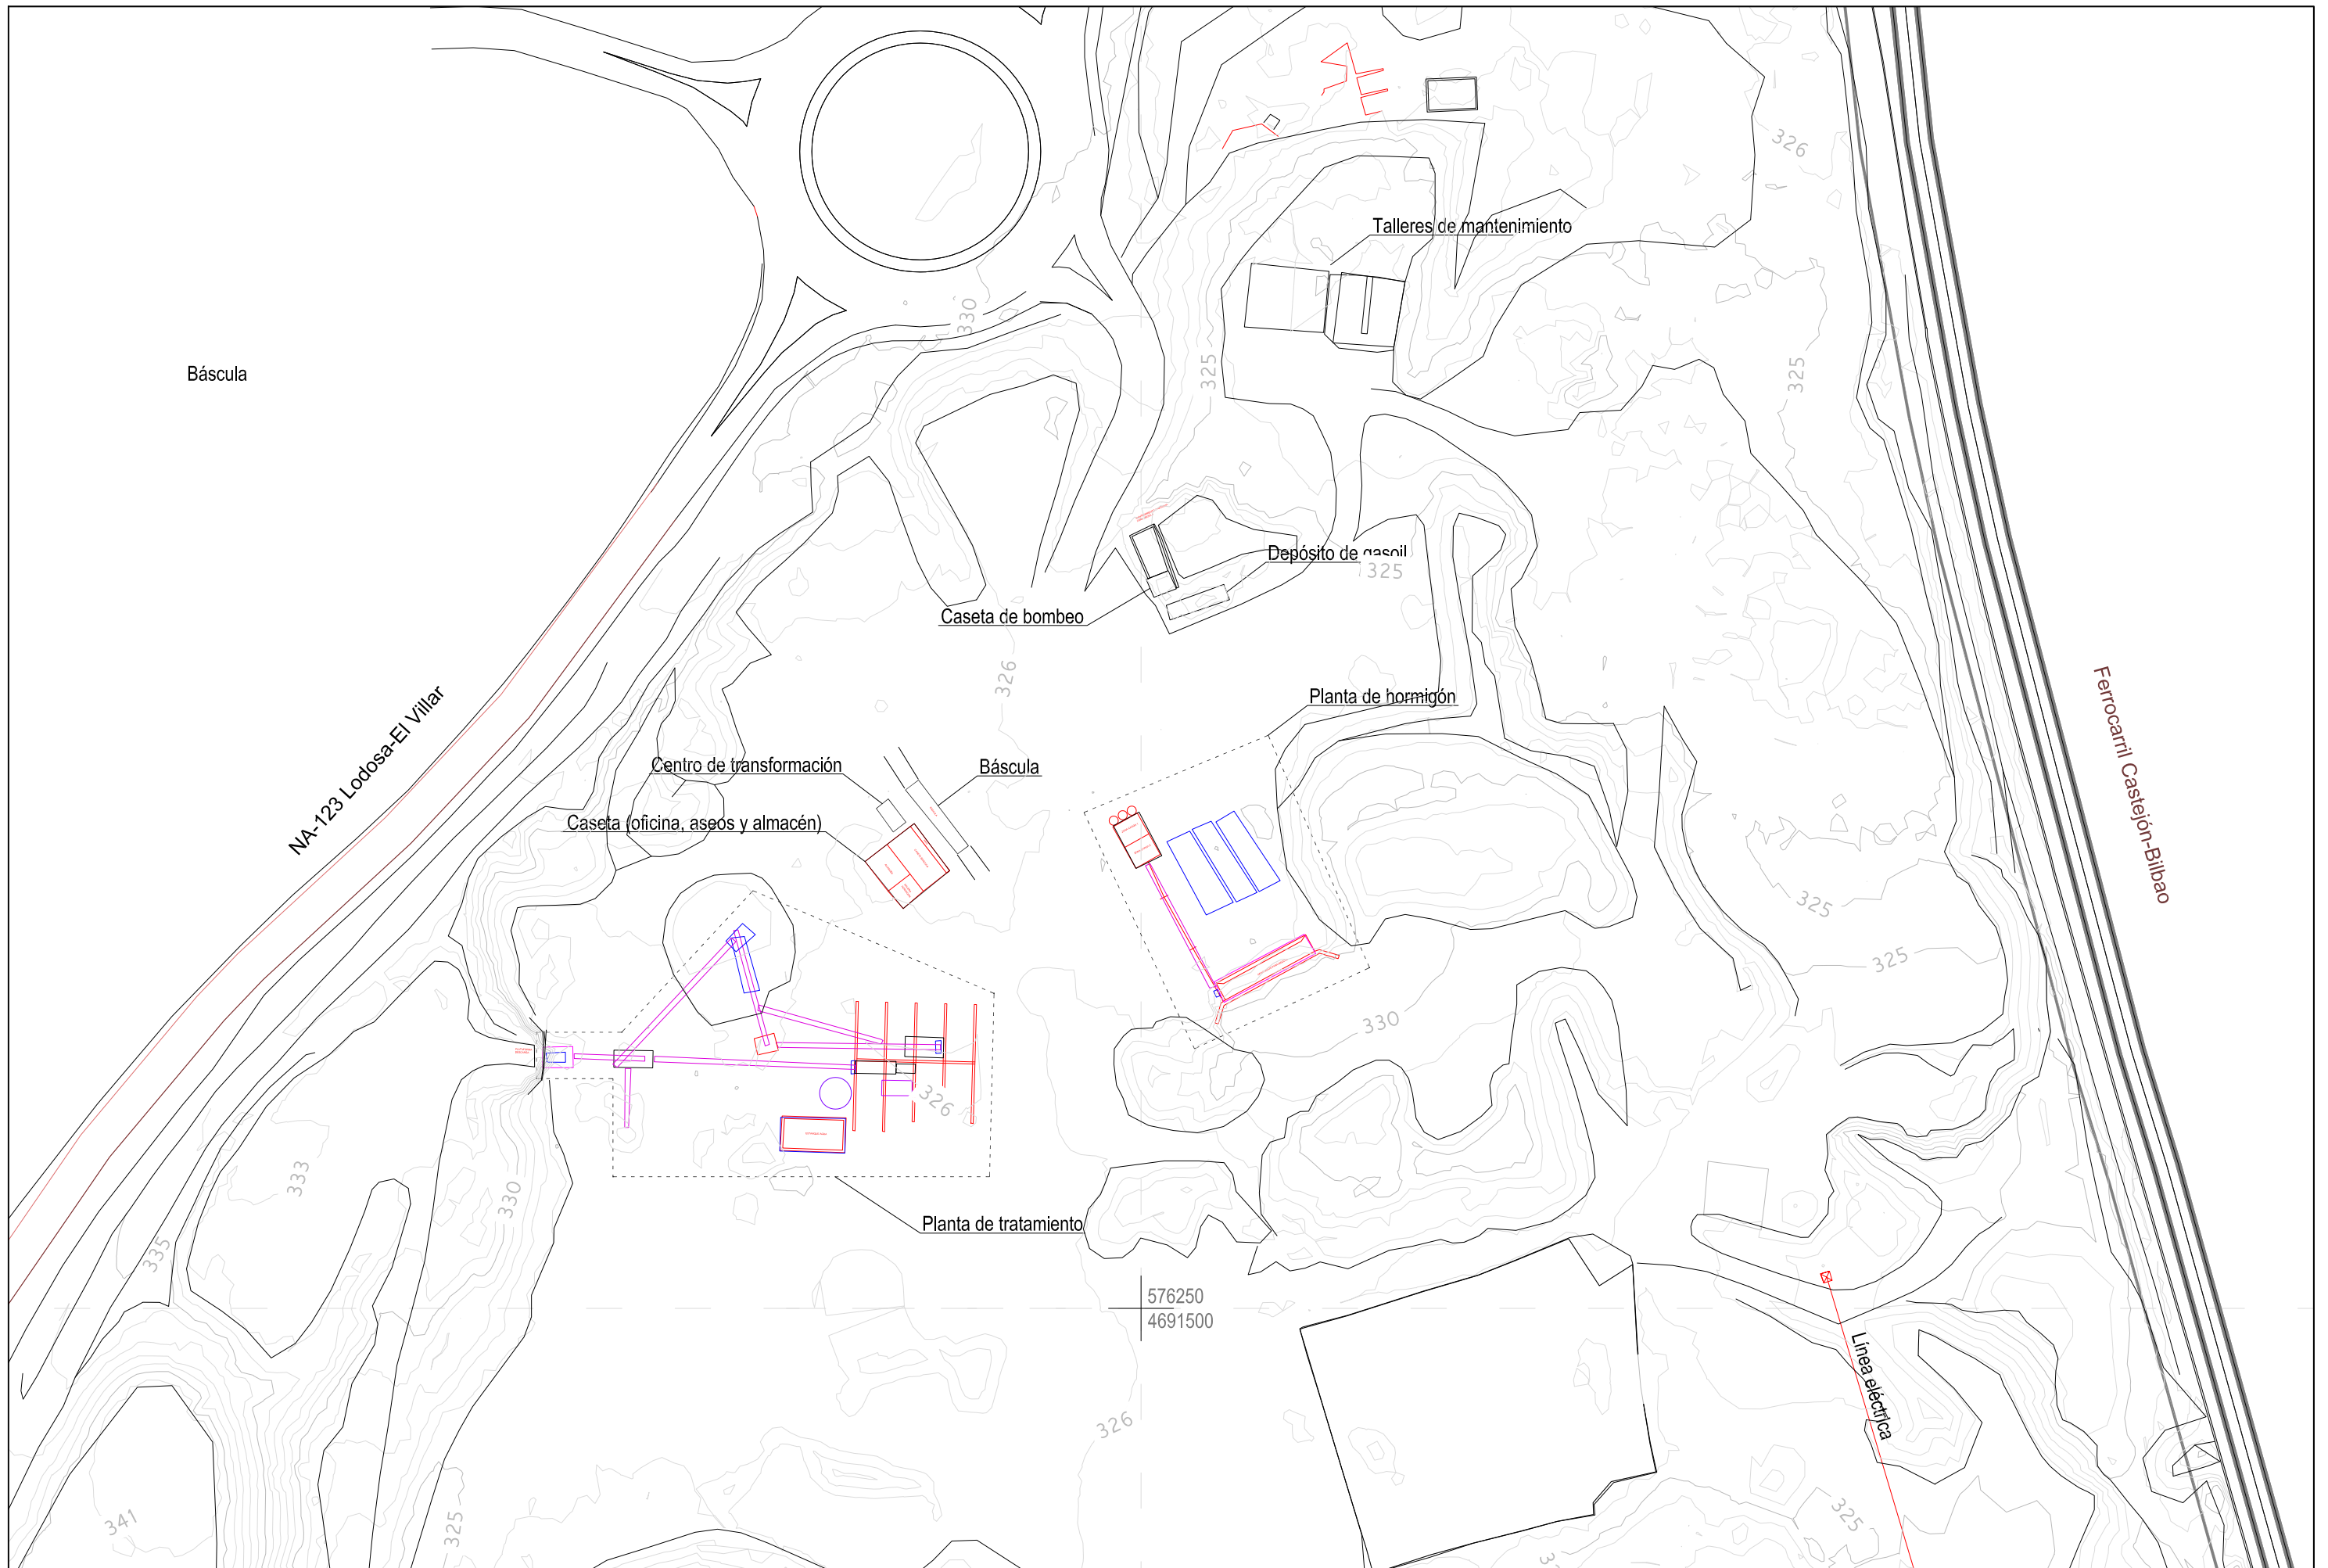 326
Talleres de mantenimiento
330
325
325
Báscula
Depósito de gasoil
325
Caseta de bombeo
326
Ferrocarril Castejón-Bilbao
NA-123 Lodosa-El Villar
Planta de hormigón
Centro de transformación
Báscula
Caseta (oficina, aseos y almacén)
325
325
330
326
333
330
Planta de tratamiento
335
576250
4691500
Línea eléctrica
326
341
325
325